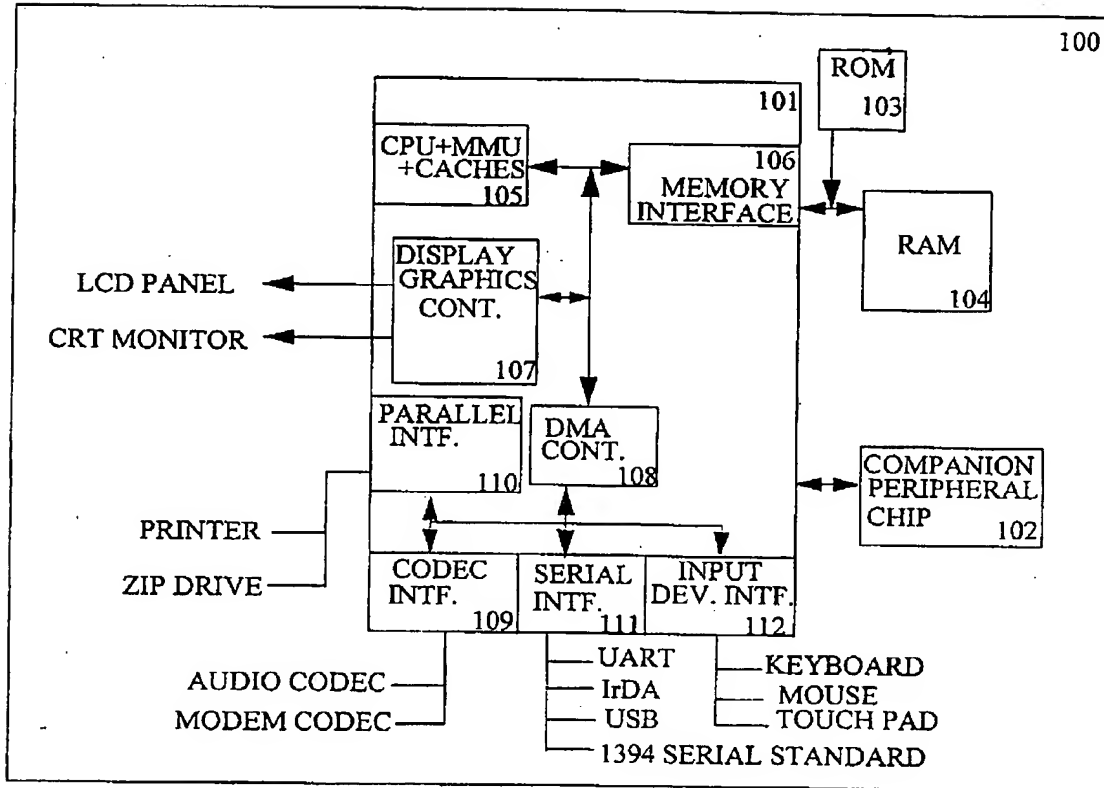 100
ROM
103
101
CPU+MMU
+CACHES
105
106
MEMORY
INTERFACE
RAM
104
DISPLAY
GRAPHICS
CONT.
107
LCD PANEL
CRT MONITOR
PARALLEL
INTF.
110
DMA
CONT.
108
COMPANION
PERIPHERAL
CHIP
102
PRINTER
ZIP DRIVE
CODEC
INTF.
109
SERIAL
INTF.
111
INPUT
DEV. INTF.
112
AUDIO CODEC
MODEM CODEC
UART
IrDA
USB
1394 SERIAL STANDARD
KEYBOARD
MOUSE
TOUCH PAD